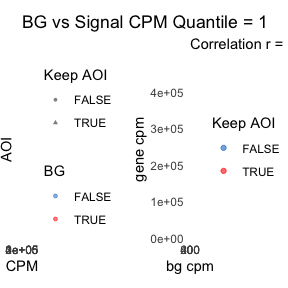 BG vs Signal CPM Quantile = 1
Correlation r =
Keep AOI
FALSE
TRUE
BG
FALSE
TRUE
AOI
CPM
gene cpm
4e+05
3e+05
2e+05
1e+05
0e+00
Keep AOI
FALSE
TRUE
bg cpm